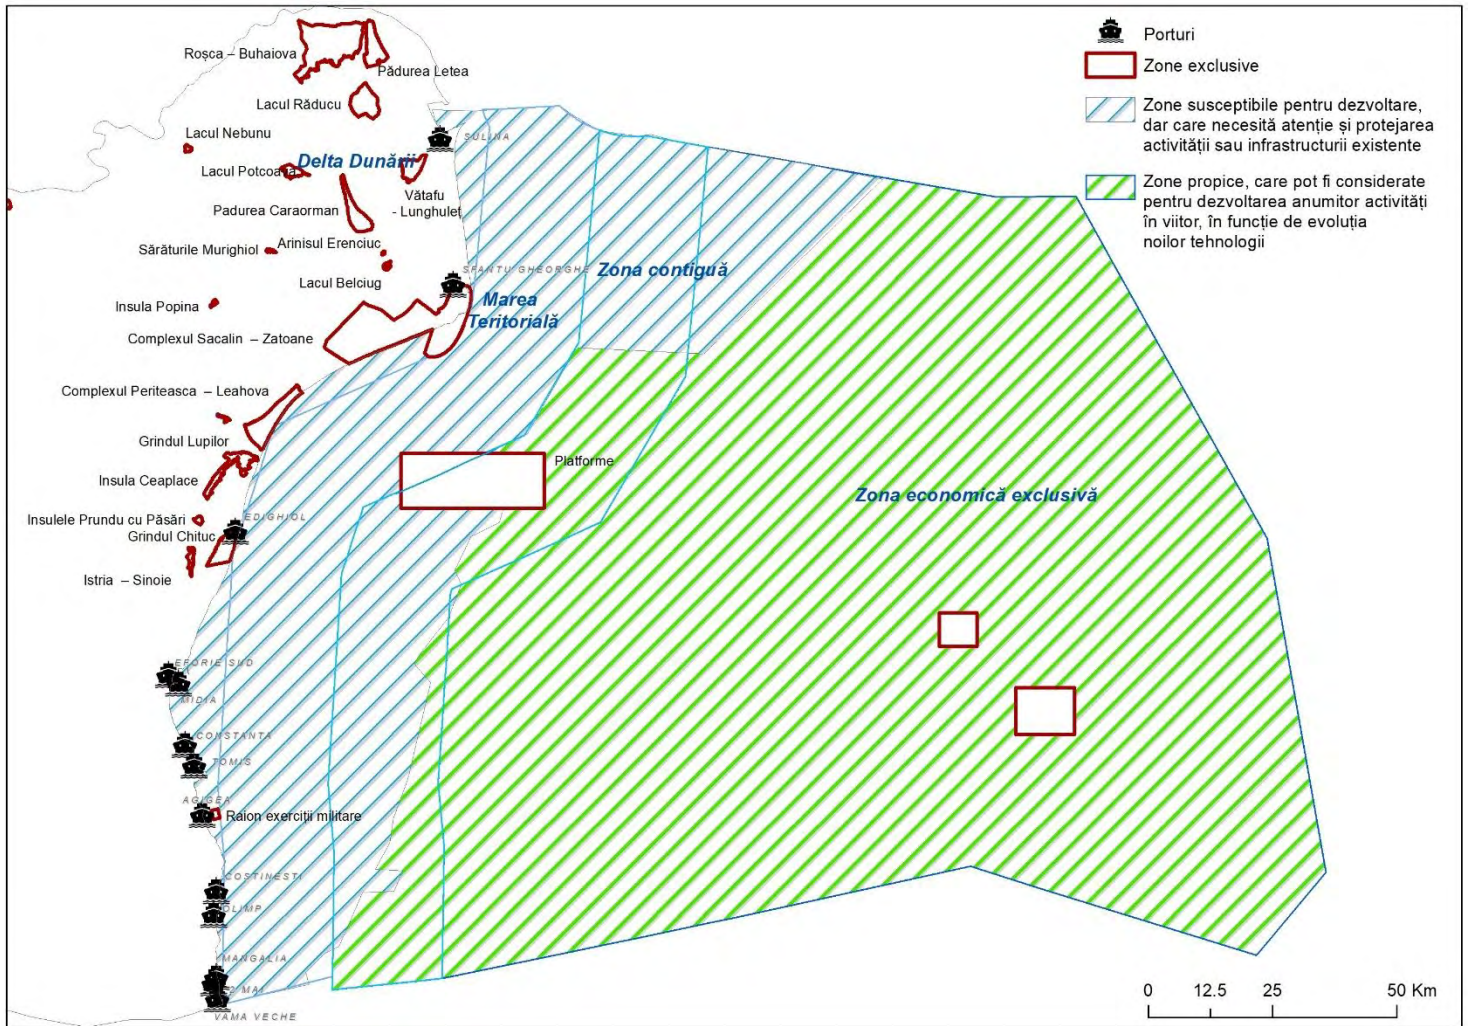 Porturi
Zone exclusive
Zone susceptibile pentru dezvoltare,
dar care necesită atenție și protejarea
activității sau infrastructurii existente
Zone propice, care pot fi considerate
pentru dezvoltarea anumitor activități
în viitor, în funcție de evoluția
noilor tehnologii
Roșca – Buhaiova
Pădurea Letea
Lacul Răducu
Lacul Nebunu
SULINA
Delta Dunării
Lacul Potcoava
Vătafu
- Lunghuleț
Padurea Caraorman
Sărăturile Murighiol
Arinisul Erenciuc
SFANTU GHEORGHE
Zona contiguă
Lacul Belciug
Marea
Teritorială
Insula Popina
Complexul Sacalin – Zatoane
Complexul Periteasca – Leahova
Grindul Lupilor
Platforme
Insula Ceaplace
Zona economică exclusivă
Insulele Prundu cu Păsări
EDIGHIOL
Grindul Chituc
Istria – Sinoie
EFORIE SUD
MIDIA
CONSTANTA
TOMIS
AGIGEA
Raion exerciții militare
COSTINESTI
OLIMP
MANGALIA
2 MAI
VAMA VECHE
0 12.5 25 50 Km